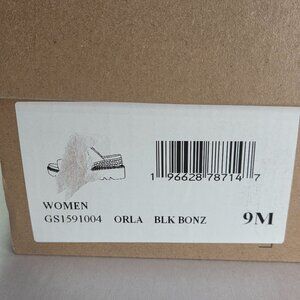 1 96628 78714 7
WOMEN
GS1591004 ORLA BLK BONZ 9M